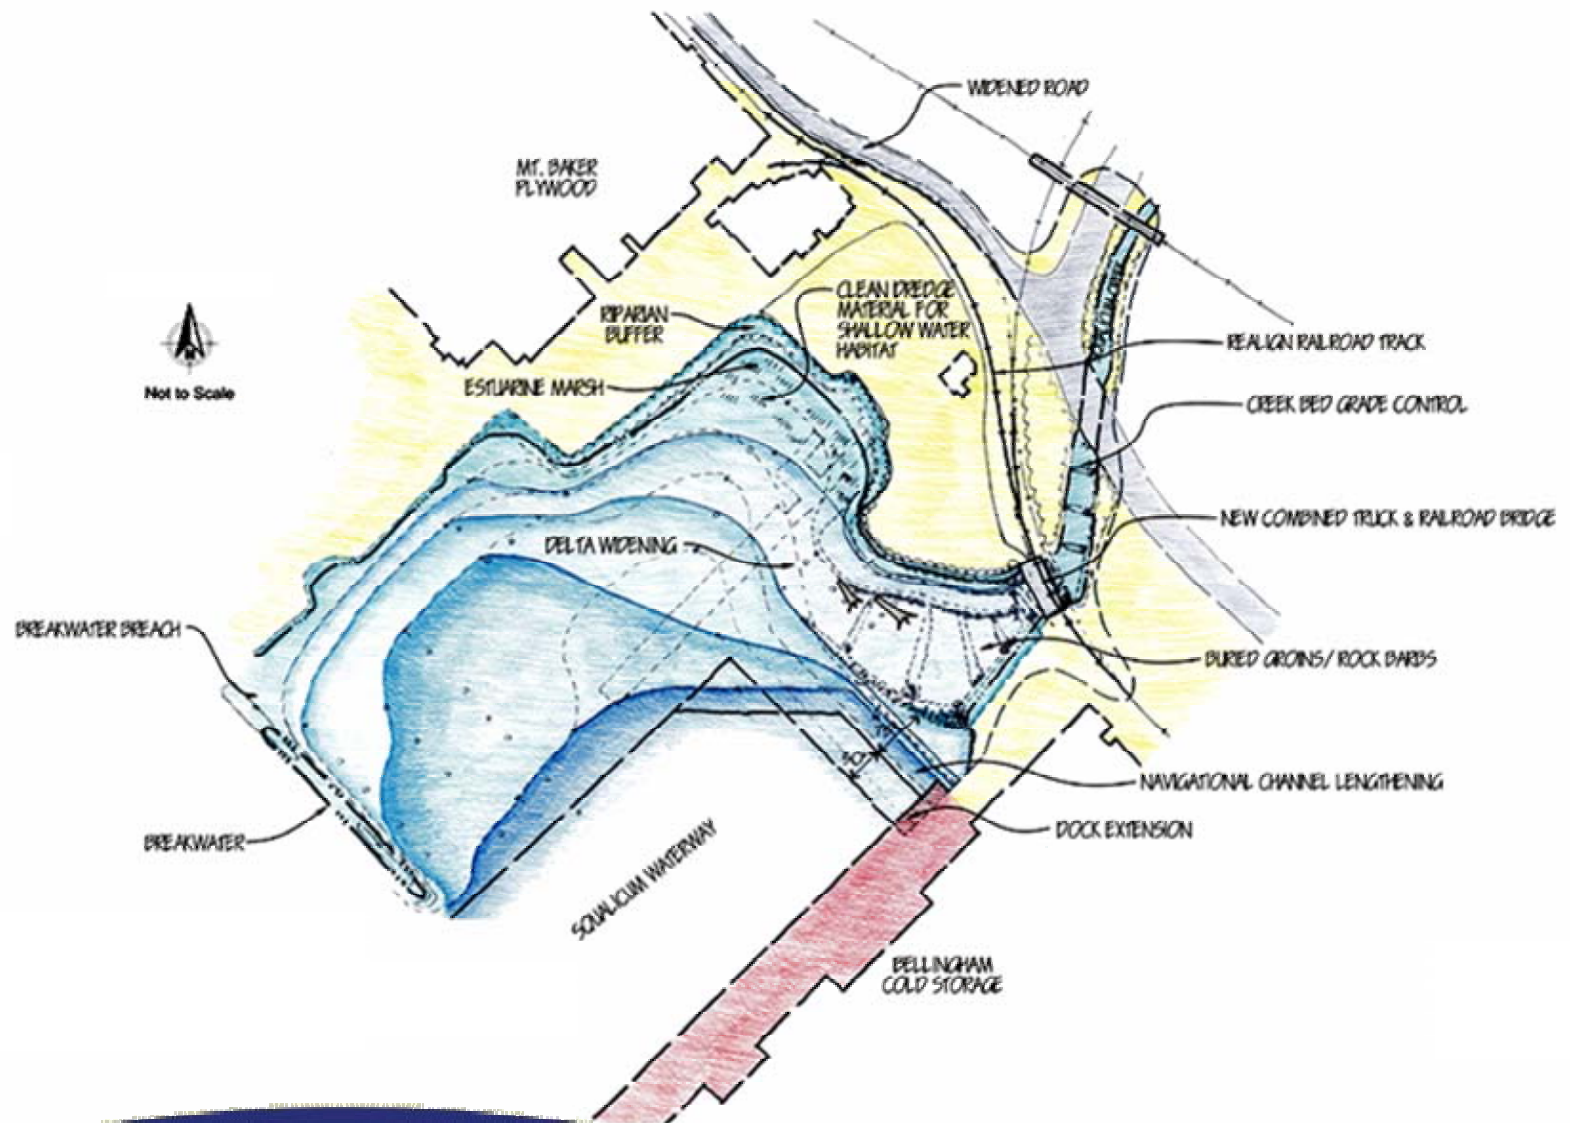 WIDENED ROAD
MT. BAKER
PLYWOOD
CLEAN DREDGE
MATERIAL FOR
SHALLOW WATER
HABITAT
RIPARIAN
BUFFER
ESTUARINE MARSH
Not to Scale
REALIGN RAILROAD TRACK
CREEK BED GRADE CONTROL
NEW COMBINED TRUCK & RAILROAD BRIDGE
DELTA WIDENING
BREAKWATER BREACH
BURIED GROINS/ ROCK BARBS
NAVIGATIONAL CHANNEL LENGTHENING
BREAKWATER
DOCK EXTENSION
SQUALICUM WATERWAY
BELLINGHAM
COLD STORAGE